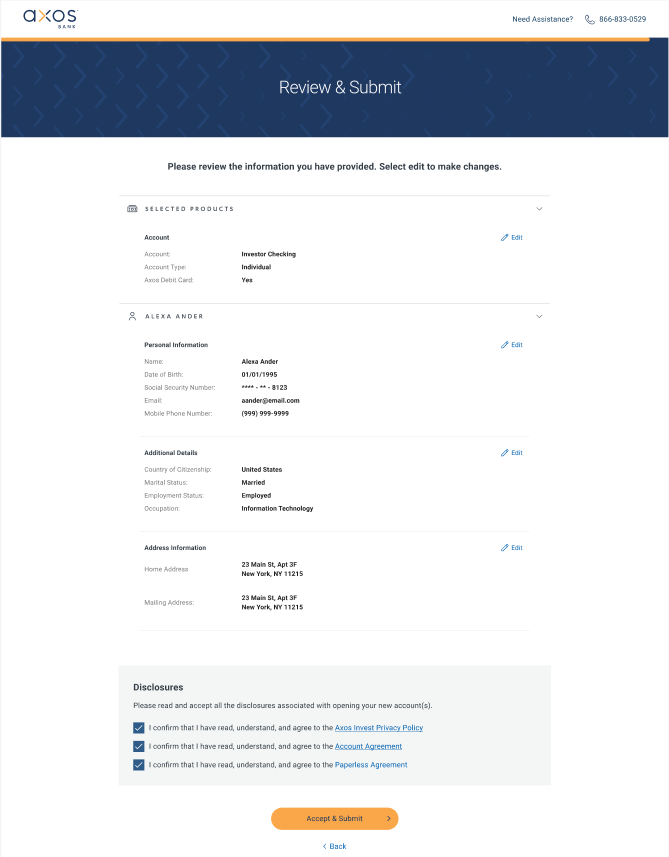 axos
BANK
Need Assistance? 866-833-0529
Review & Submit
Please review the information you have provided. Select edit to make changes.
SELECTED PRODUCTS
Account Edit
Account: Investor Checking
Account Type: Individual
Axos Debit Card: Yes
ALEXA ANDER
Personal Information Edit
Name: Alexa Ander
Date of Birth: 01/01/1995
Social Security Number: **** - ** - 8123
Email: aander@email.com
Mobile Phone Number: (999) 999-9999
Additional Details Edit
Country of Citizenship: United States
Marital Status: Married
Employment Status: Employed
Occupation: Information Technology
Address Information Edit
Home Address 23 Main St, Apt 3F
New York, NY 11215
Mailing Address: 23 Main St, Apt 3F
New York, NY 11215
Disclosures
Please read and accept all the disclosures associated with opening your new account(s).
I confirm that I have read, understand, and agree to the Axos Invest Privacy Policy
I confirm that I have read, understand, and agree to the Account Agreement
I confirm that I have read, understand, and agree to the Paperless Agreement
Accept & Submit
Back